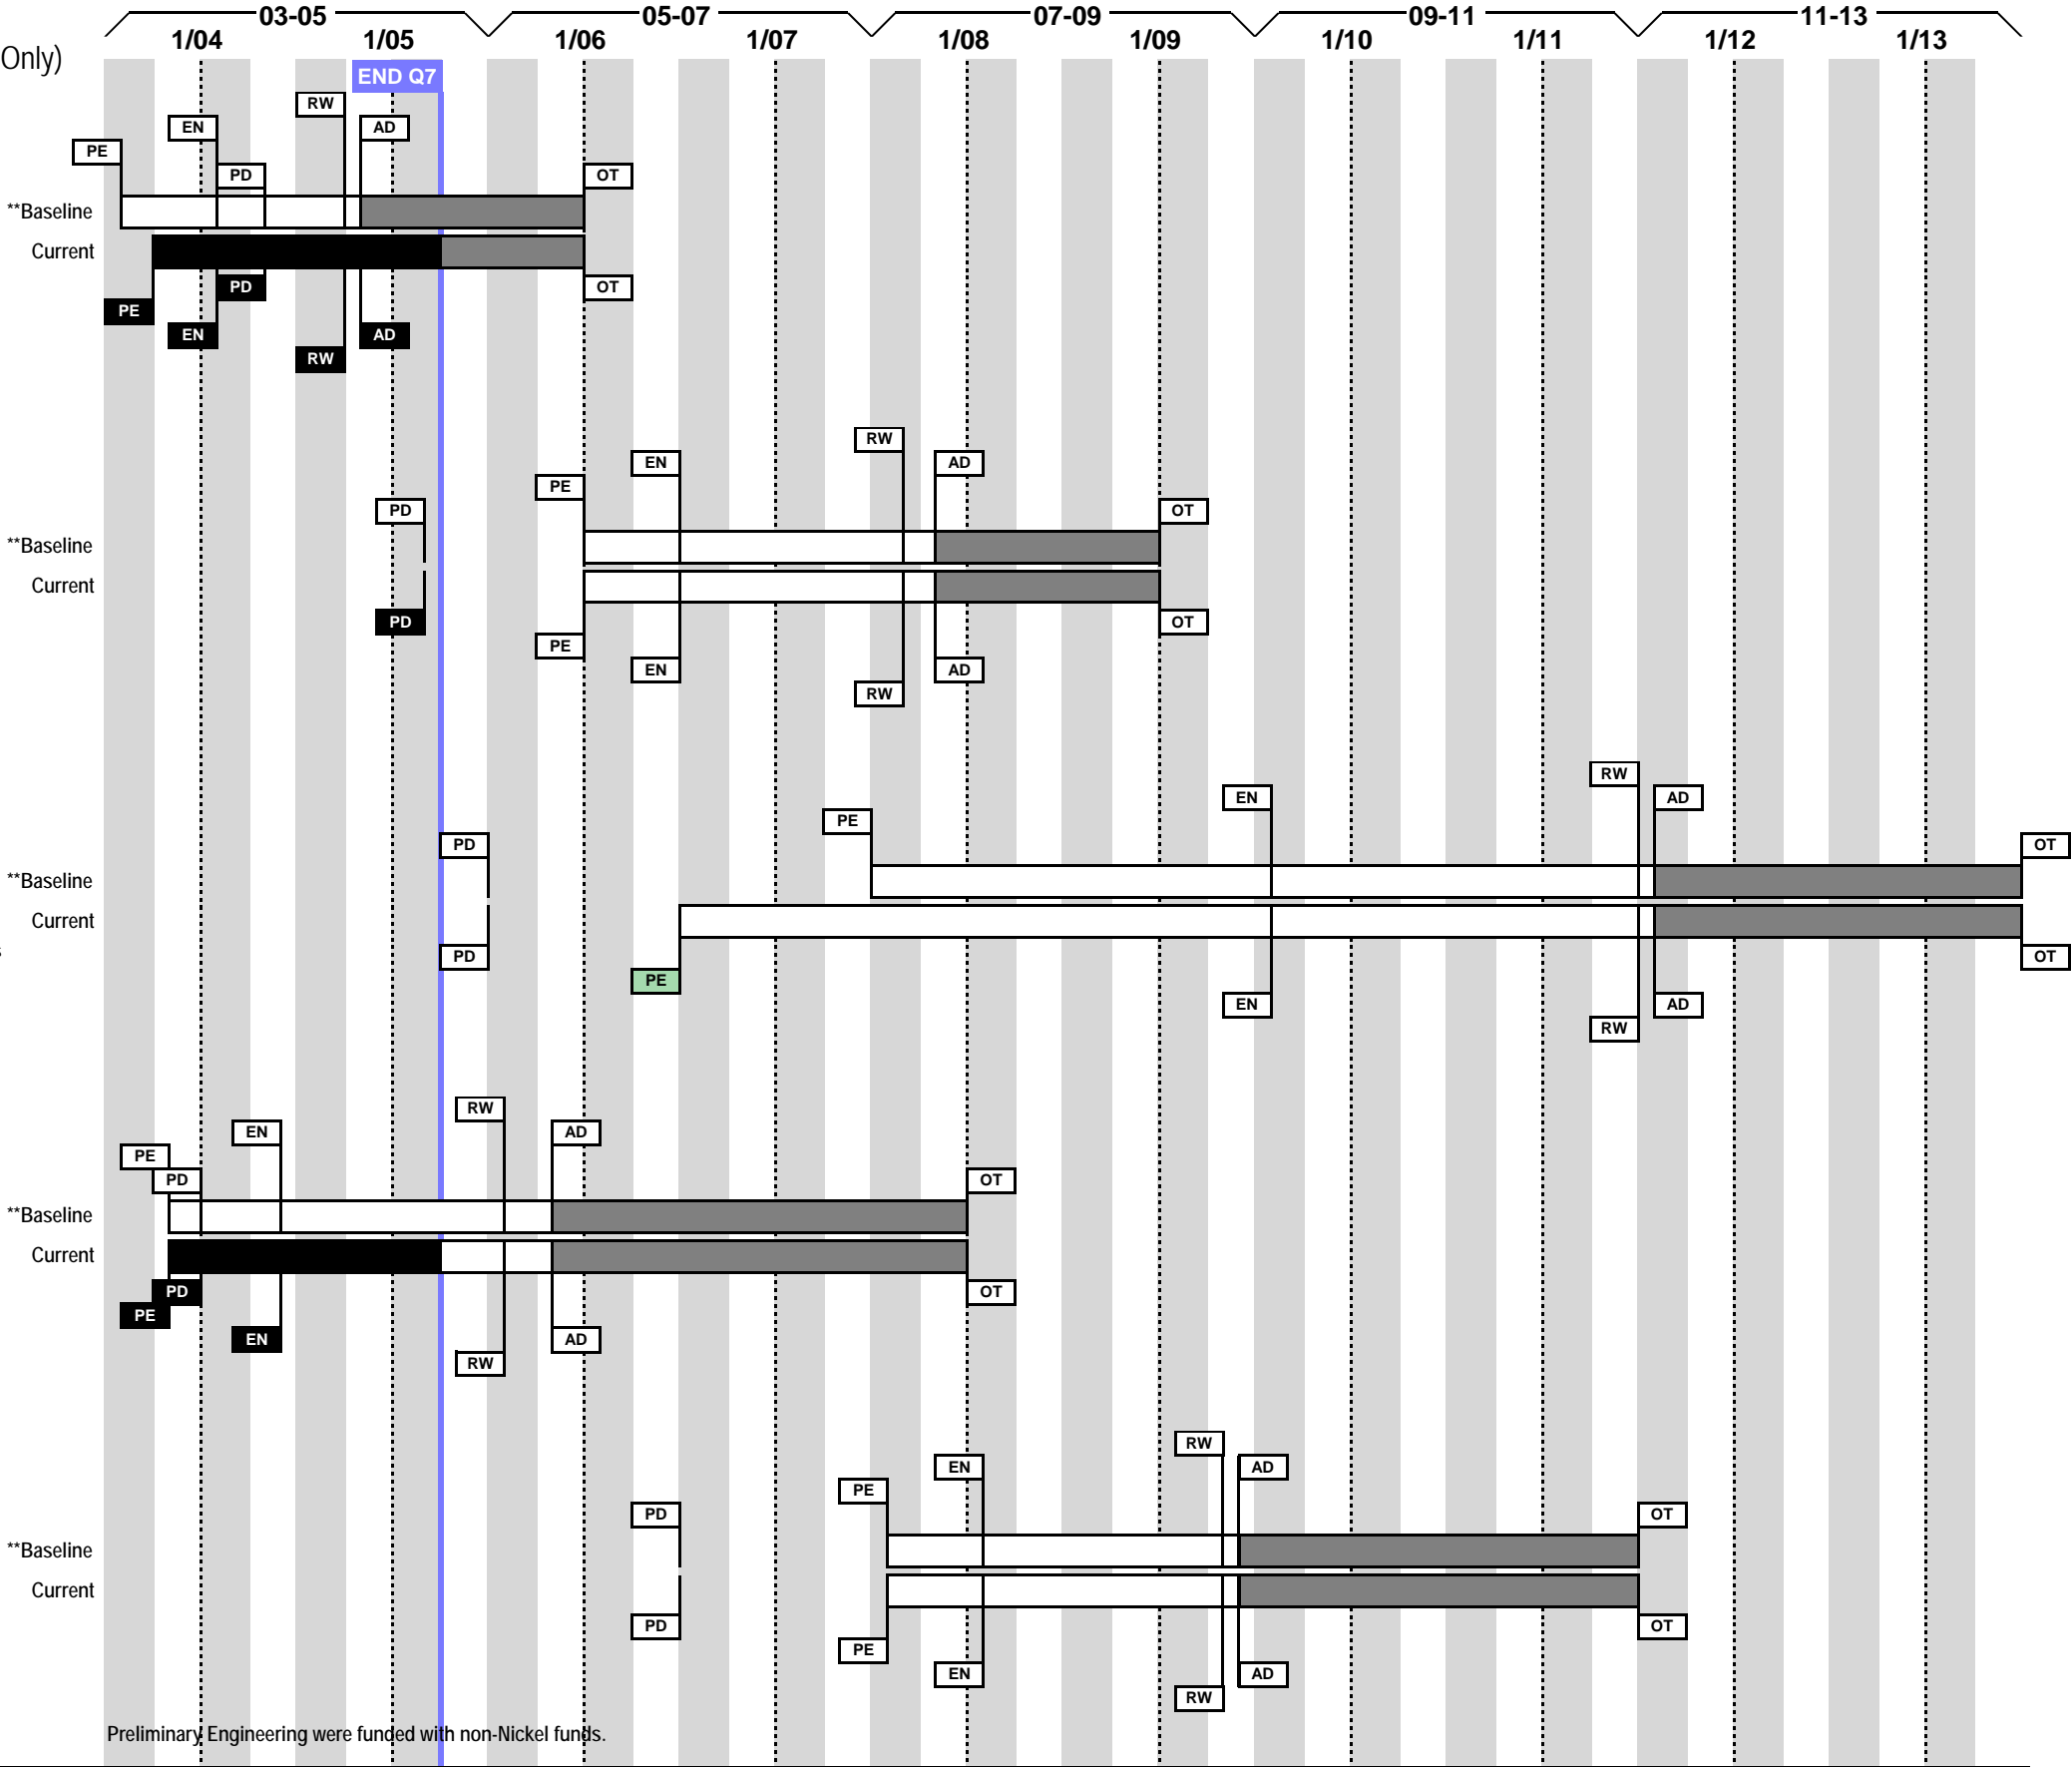 03-05 05-07 07-09 09-11 11-13
1/04 1/05 1/06 1/07 1/08 1/09 1/10 1/11 1/12 1/13
Only)
END Q7
RW
EN AD
PE
PD OT
**Baseline
Current
PD OT
PE
EN AD
RW
RW
EN AD
PE
PD OT
**Baseline
Current
PD OT
PE
EN AD
RW
RW
EN AD
PE
PD OT
**Baseline
Current
PD OT
PE
EN AD
RW
RW
EN AD
PE
PD OT
**Baseline
Current
PD OT
PE
EN AD
RW
RW
EN AD
PE
PD OT
**Baseline
Current
PD OT
PE
EN AD
RW
Preliminary Engineering were funded with non-Nickel funds.